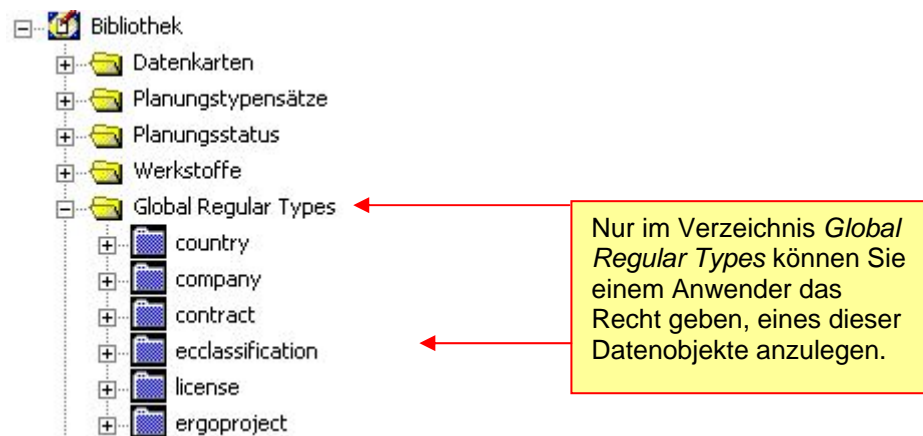 Bibliothek
Datenkarten
Planungstypensätze
Planungsstatus
Werkstoffe
Global Regular Types
country
company
contract
ecclassification
license
ergoproject
Nur im Verzeichnis Global
Regular Types können Sie
einem Anwender das
Recht geben, eines dieser
Datenobjekte anzulegen.